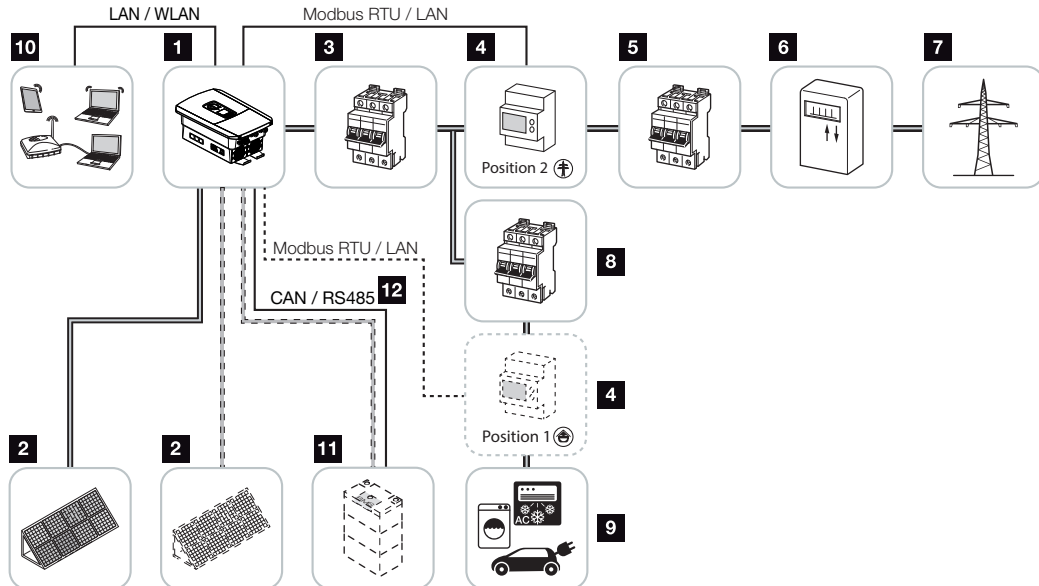 LAN / WLAN
Modbus RTU / LAN
10
1
3
4
5
6
7
Position 2
8
Modbus RTU / LAN
CAN / RS485
12
4
Position 1
2
2
11
9
AC